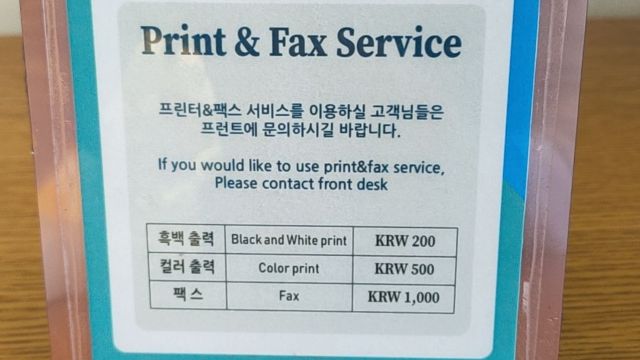 Print & Fax Service
프린터&팩스 서비스를 이용하실 고객님들은
프런트에 문의하시길 바랍니다.
If you would like to use print&fax service,
Please contact front desk
흑백 출력 Black and White print KRW 200
컬러 출력 Color print KRW 500
팩 스 Fax KRW 1,000